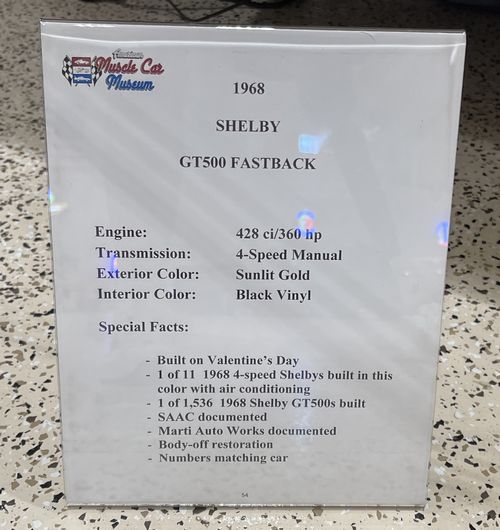 American
Muscle Car
Museum
1968
SHELBY
GT500 FASTBACK
Engine: 428 ci/360 hp
Transmission: 4-Speed Manual
Exterior Color: Sunlit Gold
Interior Color: Black Vinyl
Special Facts:
- Built on Valentine's Day
- 1 of 11 1968 4-speed Shelbys built in this
color with air conditioning
- 1 of 1,536 1968 Shelby GT500s built
- SAAC documented
- Marti Auto Works documented
- Body-off restoration
- Numbers matching car
54